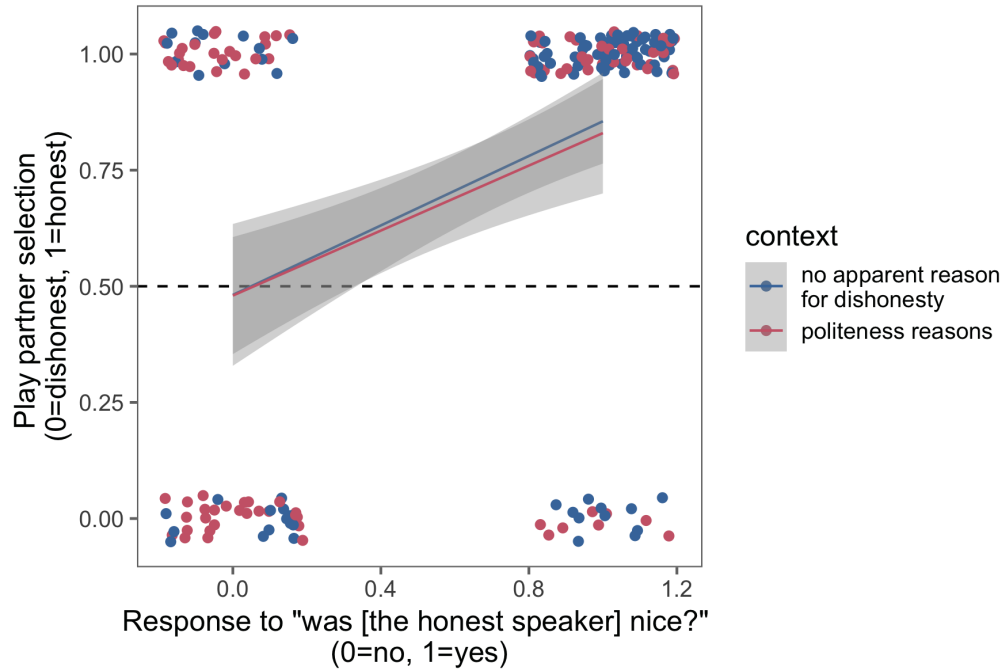 Play partner selection
(0=dishonest, 1=honest)
1.00
0.75
0.50
0.25
0.00
0.0
0.4
0.8
1.2
Response to "was [the honest speaker] nice?"
(0=no, 1=yes)
context
no apparent reason
for dishonesty
politeness reasons